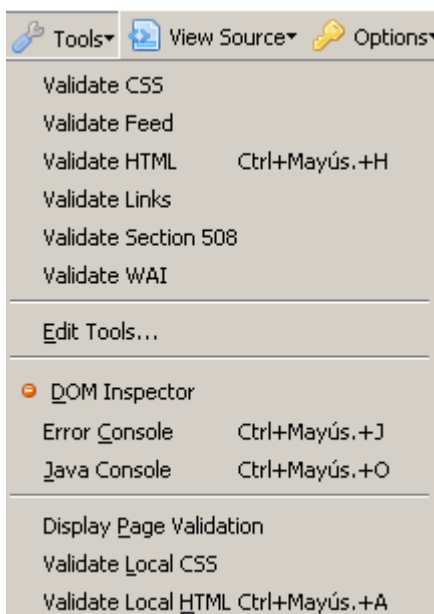 Tools View Source Options
Validate CSS
Validate Feed
Validate HTML Ctrl+Mayús.+H
Validate Links
Validate Section 508
Validate WAI
Edit Tools...
DOM Inspector
Error Console Ctrl+Mayús.+J
Java Console Ctrl+Mayús.+O
Display Page Validation
Validate Local CSS
Validate Local HTML Ctrl+Mayús.+A